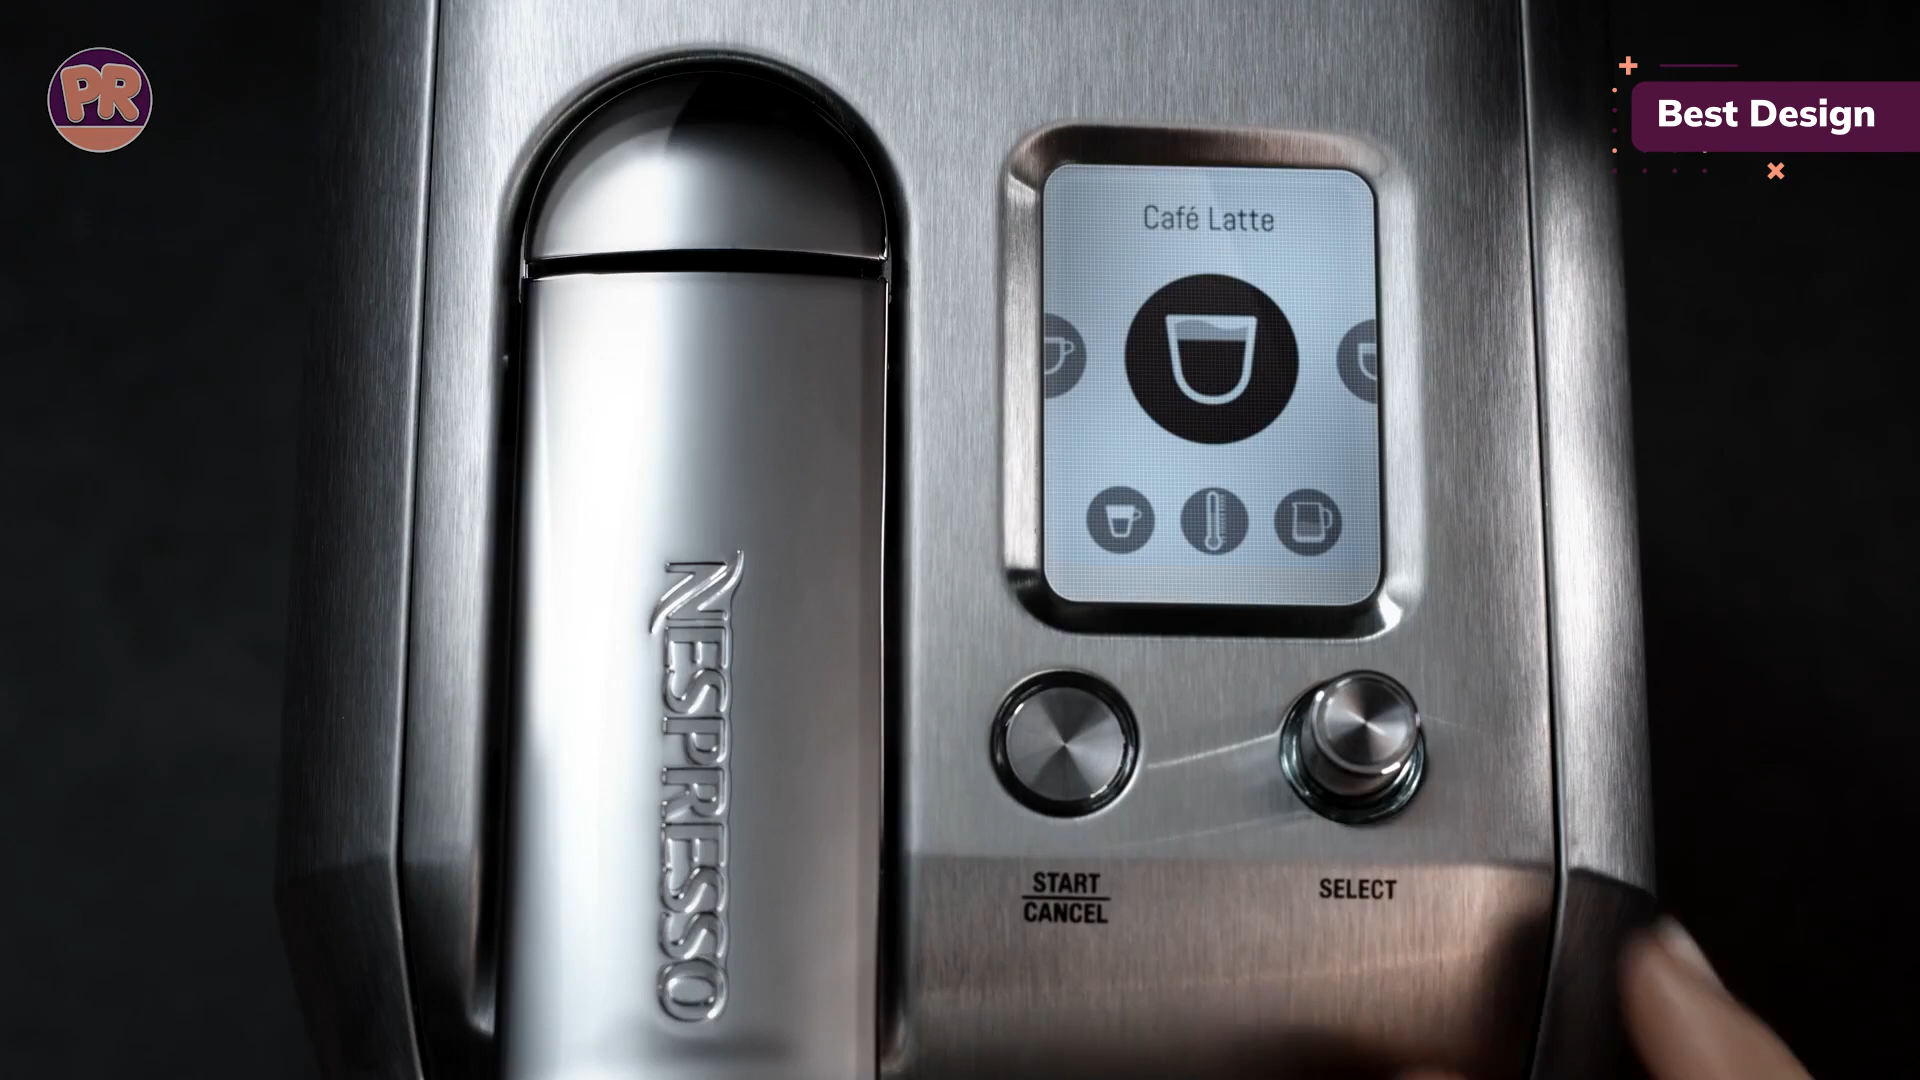 PR
Best Design
Café Latte
NESPRESSO
START
CANCEL
SELECT